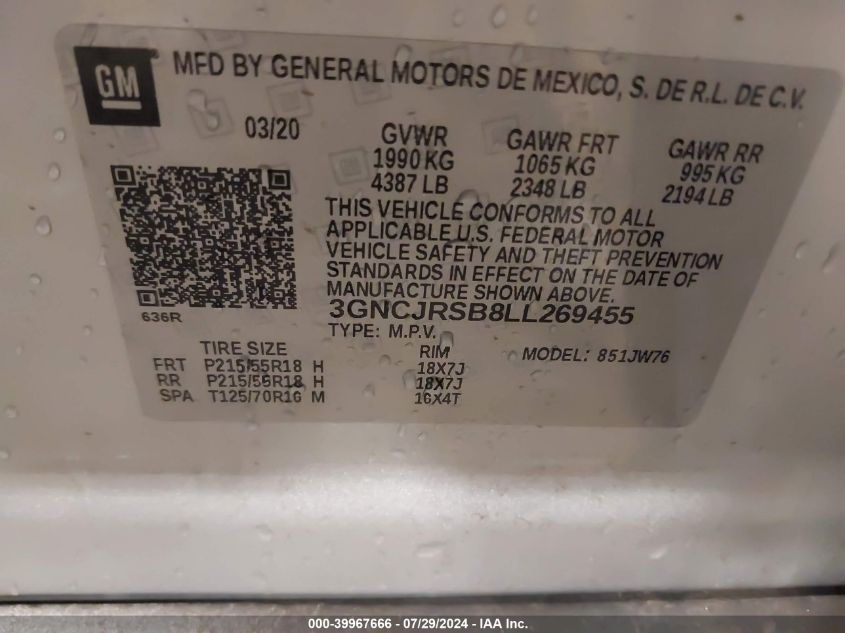 GM
MFD BY GENERAL MOTORS DE MEXICO, S. DE R.L. DE C.V.
03/20
GVWR GAWR FRT GAWR RR
1990 KG 1065 KG 995 KG
4387 LB 2348 LB 2194 LB
THIS VEHICLE CONFORMS TO ALL
APPLICABLE U.S. FEDERAL MOTOR
VEHICLE SAFETY AND THEFT PREVENTION
STANDARDS IN EFFECT ON THE DATE OF
MANUFACTURE SHOWN ABOVE.
636R
3GNCJRSB8LL269455
TYPE: M.P.V.
MODEL: 851JW76
TIRE SIZE RIM
FRT P215/55R18 H 18X7J
RR P215/55R18 H 18X7J
SPA T125/70R16 M 16X4T
000-39967666 / 07/29/2024 - IAA Inc.